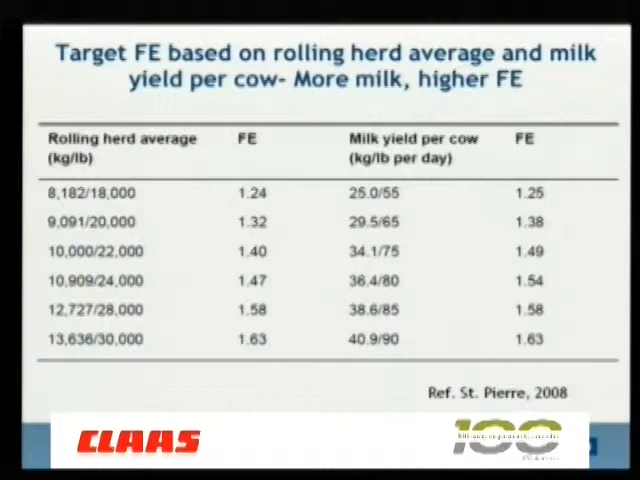 Target FE based on rolling herd average and milk
yield per cow- More milk, higher FE
Rolling herd average FE Milk yield per cow FE
(kg/lb) (kg/lb per day)
8,182/18,000 1.24 25.0/55 1.25
9,091/20,000 1.32 29.5/65 1.38
10,000/22,000 1.40 34.1/75 1.49
10,909/24,000 1.47 36.4/80 1.54
12,727/28,000 1.58 38.6/85 1.58
13,636/30,000 1.63 40.9/90 1.63
Ref. St. Pierre, 2008
CLAAS 100